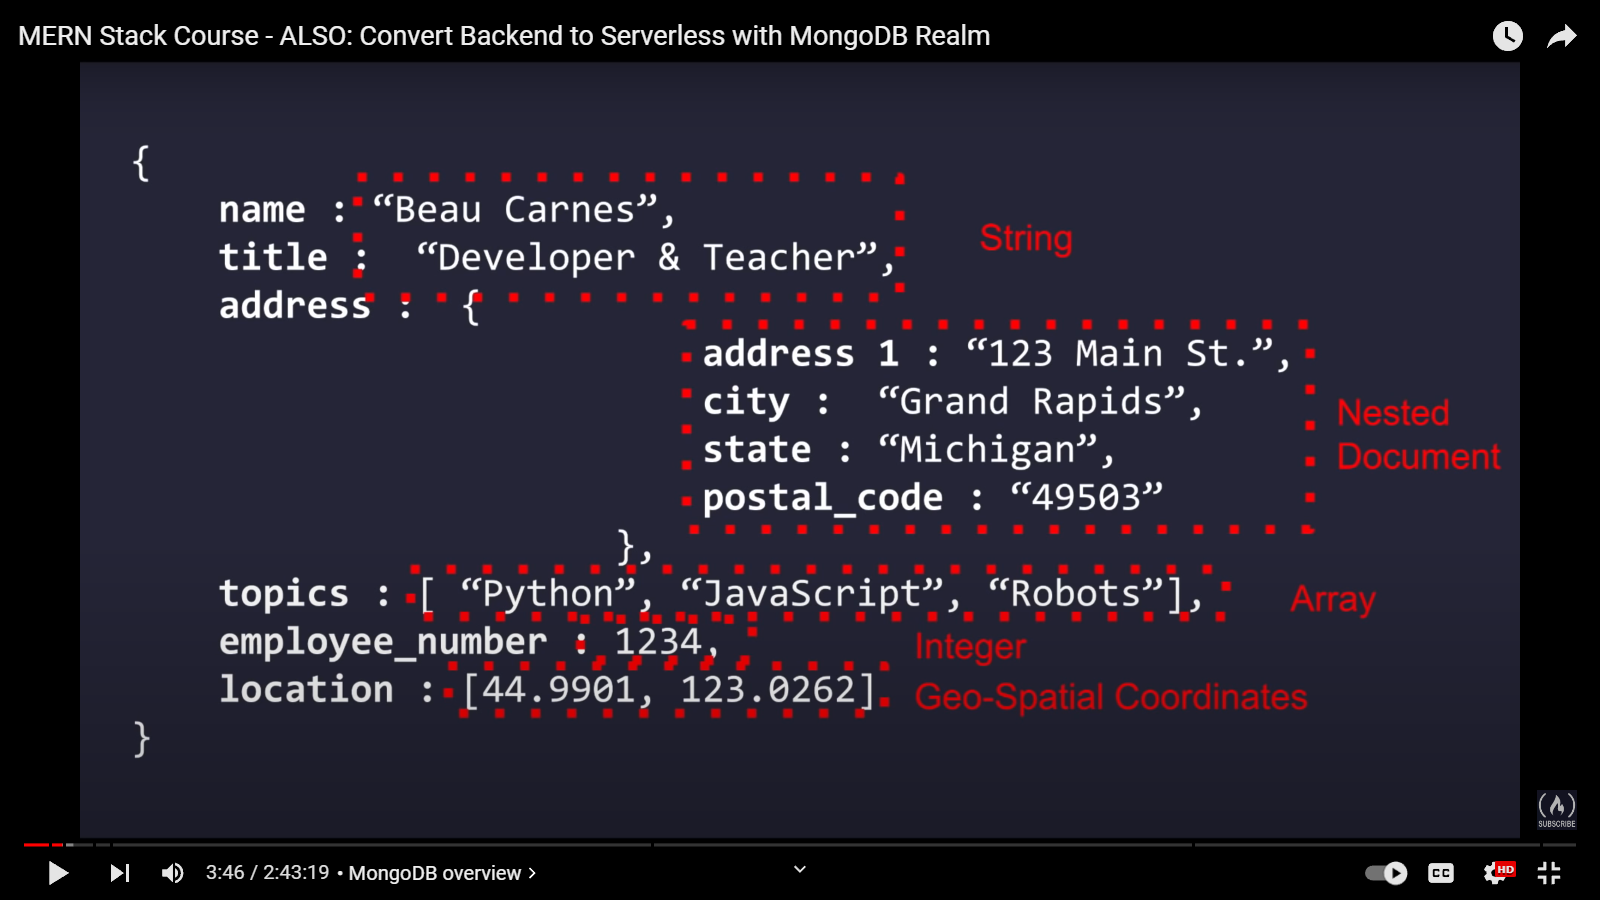 MERN Stack Course - ALSO: Convert Backend to Serverless with MongoDB Realm
{
name : “Beau Carnes”,
title : “Developer & Teacher”,
String
address : {
address 1 : “123 Main St.”,
city : “Grand Rapids”,
state : “Michigan”,
postal_code : “49503”
Nested
Document
},
topics : [ “Python”, “JavaScript”, “Robots”],
Array
employee_number : 1234,
Integer
location : [44.9901, 123.0262]
Geo-Spatial Coordinates
}
SUBSCRIBE
3:46 / 2:43:19 • MongoDB overview ›
CC
HD